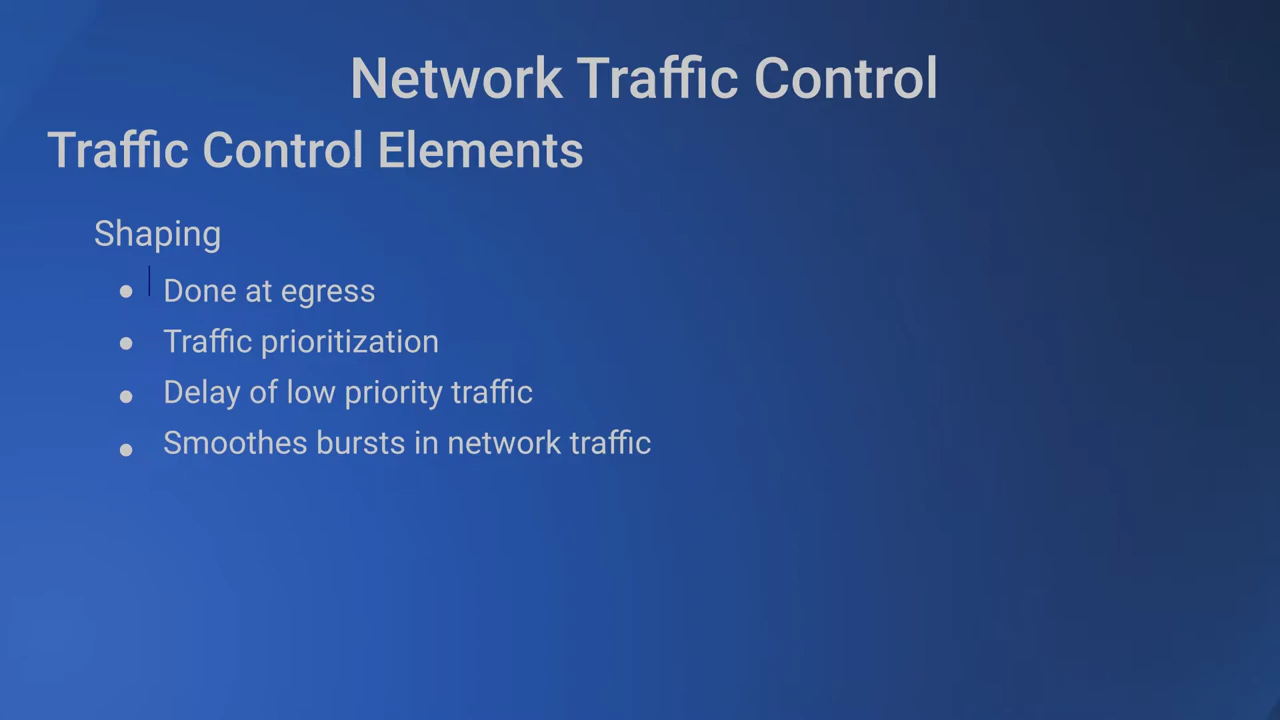 Network Traffic Control
Traffic Control Elements
Shaping
● Done at egress
● Traffic prioritization
● Delay of low priority traffic
● Smoothes bursts in network traffic